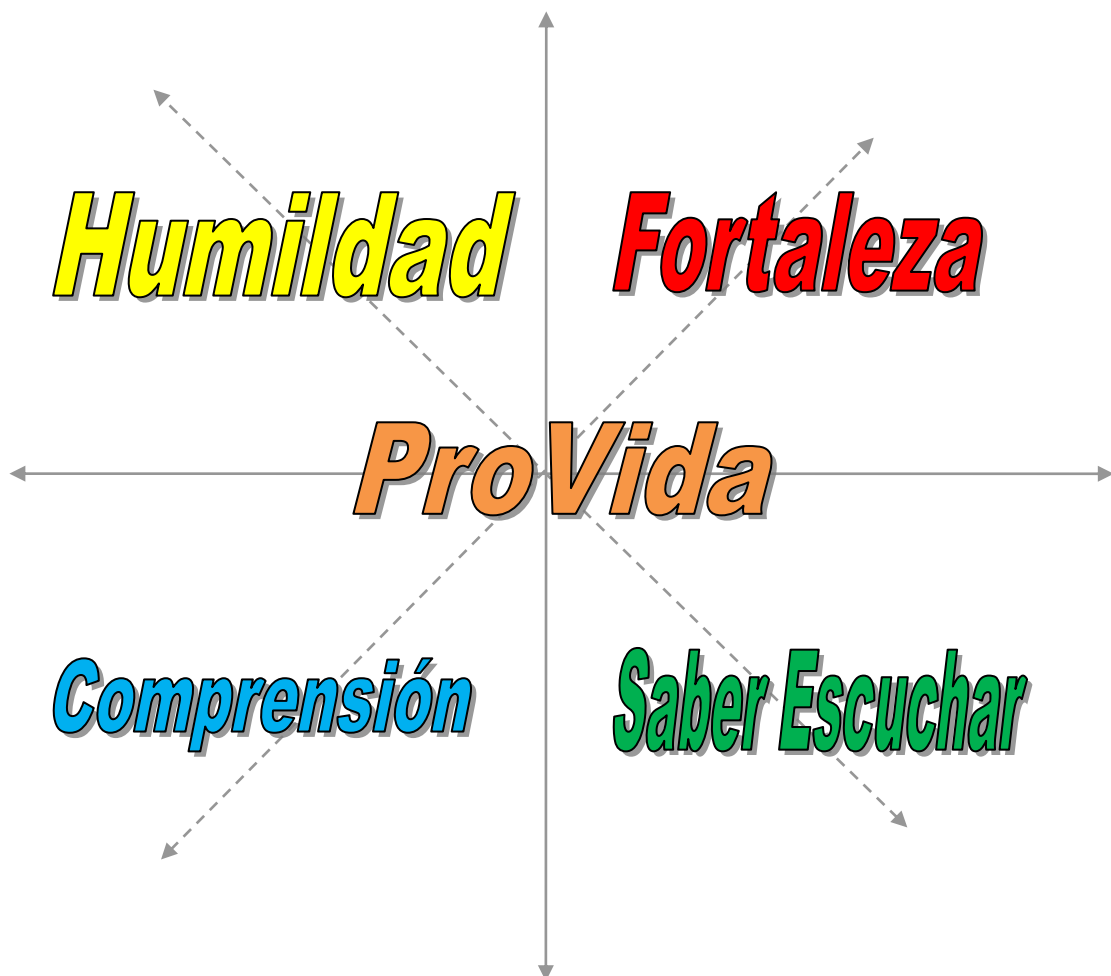 Humildad
Fortaleza
ProVida
Comprensión
Saber Escuchar